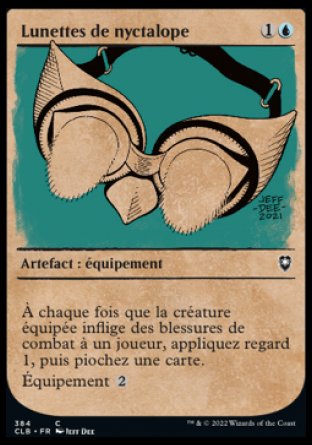 Lunettes de nyctalope 1
JEFF
-DEE-
2021
Artefact : équipement
À chaque fois que la créature
équipée inflige des blessures de
combat à un joueur, appliquez regard
1, puis piochez une carte.
Équipement 2
384 C
CLB • FR Jeff Dee
™ & © 2022 Wizards of the Coast